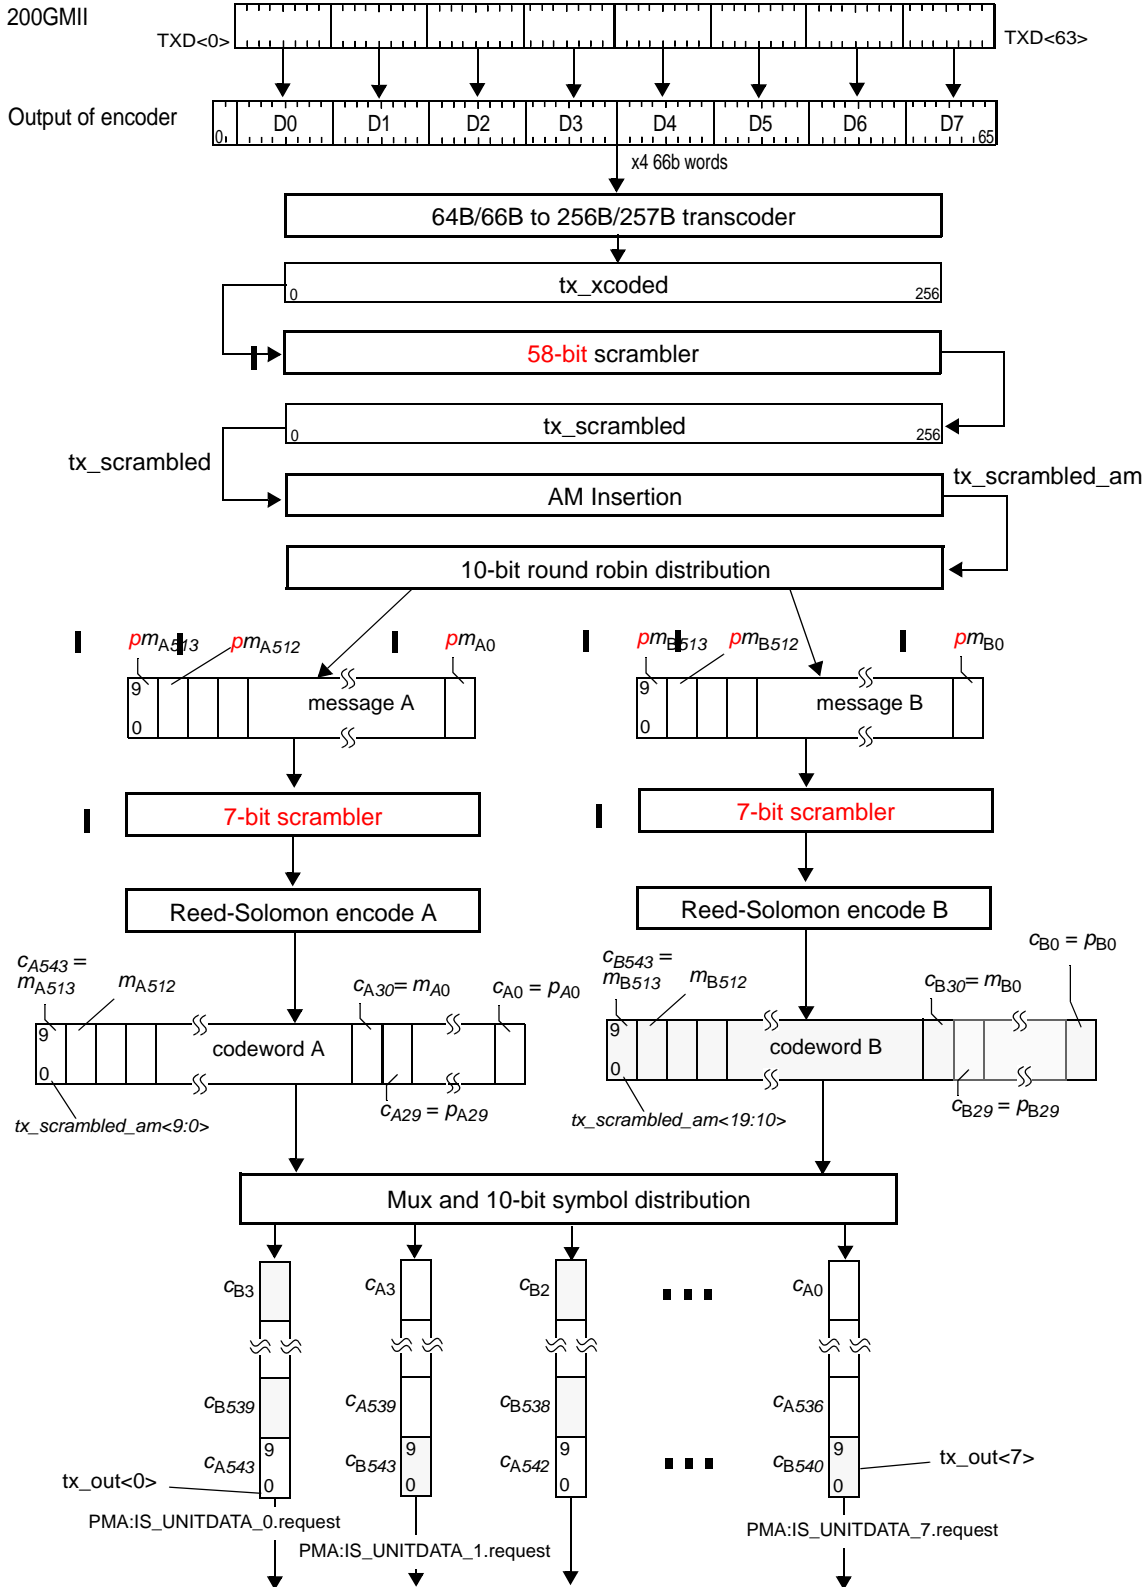 200GMII
TXD<0>
TXD<63>
Output of encoder
0 D0 D1 D2 D3 D4 D5 D6 D7 65
x4 66b words
64B/66B to 256B/257B transcoder
0 tx_xcoded 256
58-bit scrambler
0 tx_scrambled 256
tx_scrambled
AM Insertion
tx_scrambled_am
10-bit round robin distribution
pmA513 pmA512 pmA0 pmB513 pmB512 pmB0
9 9
message A message B
0 0
7-bit scrambler 7-bit scrambler
Reed-Solomon encode A Reed-Solomon encode B
cA543 = mA513 mA512 cA30= mA0 cA0 = pA0
cB543 = mB513 mB512 cB30= mB0 cB0 = pB0
9 9
codeword A codeword B
0 0
tx_scrambled_am<9:0> cA29 = pA29 tx_scrambled_am<19:10> cB29 = pB29
Mux and 10-bit symbol distribution
cB3 cA3 cB2 cA0
cB539 cA539 cB538 cA536
9 9 9 9
cA543 cB543 cA542 cB540
0 0 0 0
tx_out<0> tx_out<7>
PMA:IS_UNITDATA_0.request
PMA:IS_UNITDATA_1.request
PMA:IS_UNITDATA_7.request